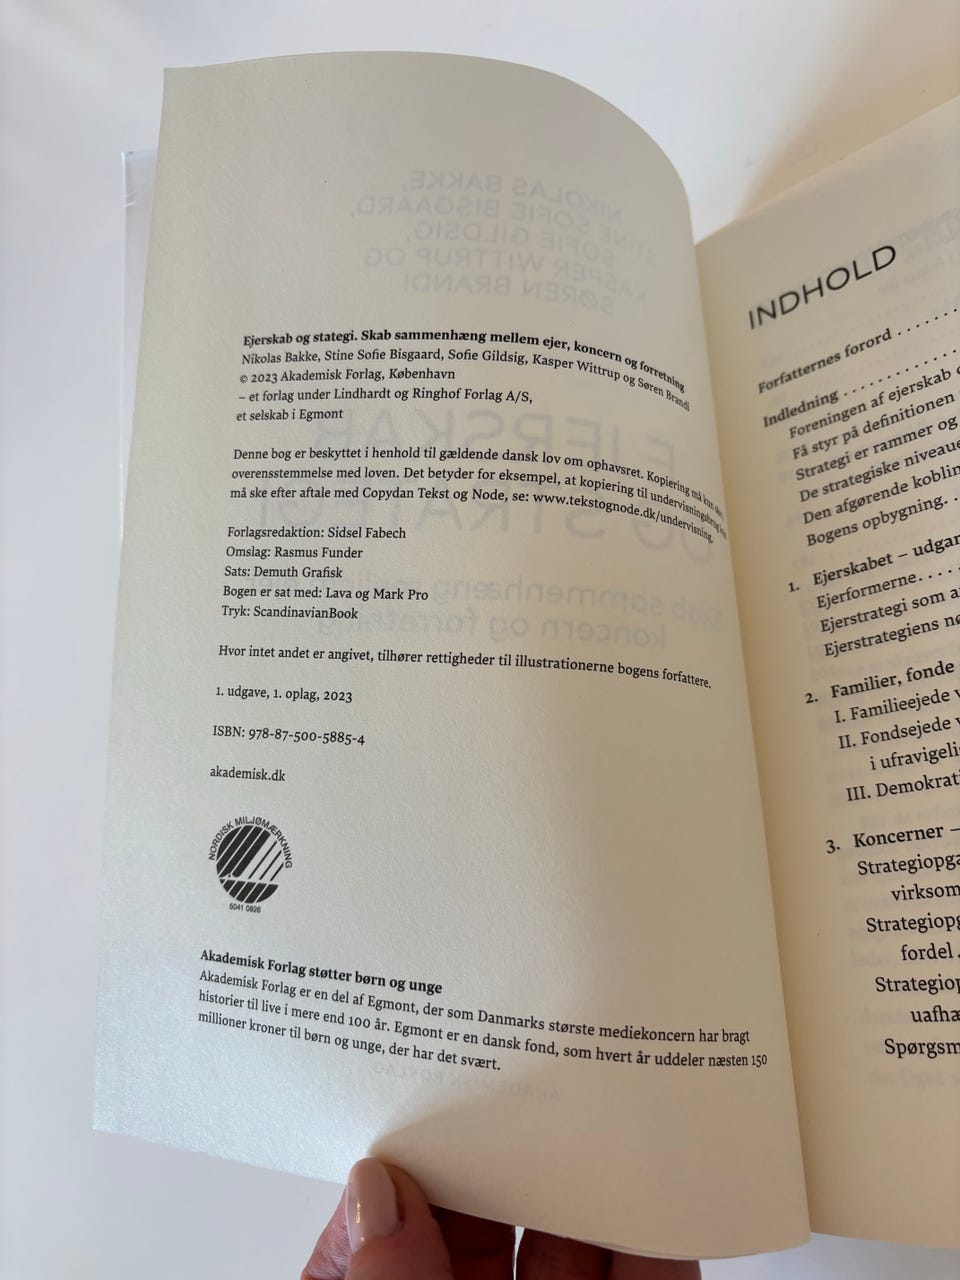 Ejerskab og stategi. Skab sammenhæng mellem ejer, koncern og forretning
Nikolas Bakke, Stine Sofie Bisgaard, Sofie Gildsig, Kasper Wittrup og Søren Brandi
© 2023 Akademisk Forlag, København
– et forlag under Lindhardt og Ringhof Forlag A/S,
et selskab i Egmont
Denne bog er beskyttet i henhold til gældende dansk lov om ophavsret. Kopiering må kun ske i
overensstemmelse med loven. Det betyder for eksempel, at kopiering til undervisningsbrug kun
må ske efter aftale med Copydan Tekst og Node, se: www.tekstognode.dk/undervisning.
Forlagsredaktion: Sidsel Fabech
Omslag: Rasmus Funder
Sats: Demuth Grafisk
Bogen er sat med: Lava og Mark Pro
Tryk: ScandinavianBook
Hvor intet andet er angivet, tilhører rettigheder til illustrationerne bogens forfattere.
1. udgave, 1. oplag, 2023
ISBN: 978-87-500-5885-4
akademisk.dk
NORDISK MILJØMÆRKNING
5041 0826
Akademisk Forlag støtter børn og unge
Akademisk Forlag er en del af Egmont, der som Danmarks største mediekoncern har bragt
historier til live i mere end 100 år. Egmont er en dansk fond, som hvert år uddeler næsten 150
millioner kroner til børn og unge, der har det svært.
INDHOLD
Forfatternes forord . . . . . . .
Indledning . . . . . . . . . . .
Foreningen af ejerskab o
Få styr på definitionen
Strategi er rammer og
De strategiske niveaue
Den afgørende koblin
Bogens opbygning. .
1. Ejerskabet – udgan
Ejerformerne. . . .
Ejerstrategi som a
Ejerstrategiens nø
2. Familier, fonde
I. Familieejede v
II. Fondsejede v
i ufravigeli
III. Demokrati
3. Koncerner –
Strategiopga
virksom
Strategiopg
fordel .
Strategiop
uafhæ
Spørgsm